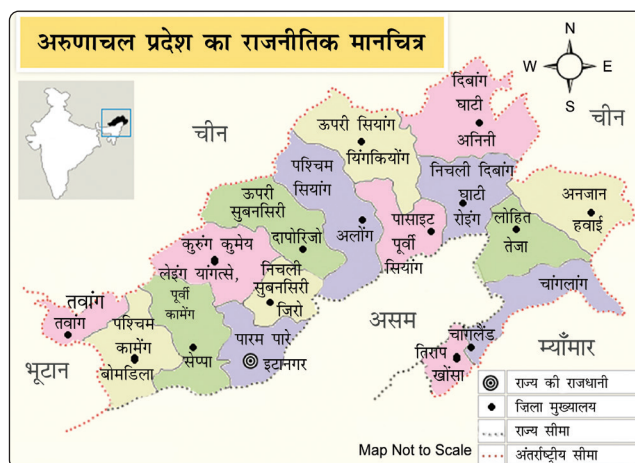 अरुणाचल प्रदेश का राजनीतिक मानचित्र
N
W E
S
दिबांग
घाटी
अनिनी
चीन
चीन
ऊपरी सियांग
यिंगकियोंग
पश्चिम
सियांग
अलोंग
निचली दिबांग
घाटी
रोइंग
अनजान
हवाई
लोहित
तेजा
पासाइट
पूर्वी
सियांग
ऊपरी
सुबनसिरी
दापोरिजो
कुरुंग कुमेय
लेइंग यांगत्से,
निचली
सुबनसिरी
जिरो
चांगलांग
तवांग
तवांग
पूर्वी
कामेंग
सेप्पा
पश्चिम
कामेंग
बोमडिला
पारम पारे
इटानगर
असम
म्याँमार
भूटान
चांगलैंड
तिराप
खोंसा
राज्य की राजधानी
ज़िला मुख्यालय
राज्य सीमा
अंतर्राष्ट्रीय सीमा
Map Not to Scale